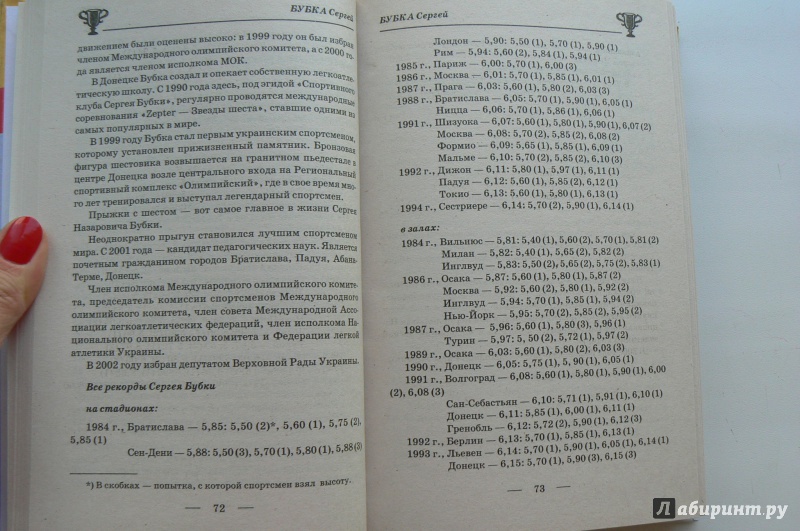 БУБКА Сергей
движением были оценены высоко: в 1999 году он был избран
членом Международного олимпийского комитета, а с 2000
года является членом исполкома МОК.
В Донецке Бубка создал и опекает собственную легкоатле-
тическую школу. С 1990 года здесь, под эгидой «Спортивного
клуба Сергея Бубки», регулярно проводятся международные
соревнования «Zepter — Звезды шеста», ставшие одними из
самых популярных в мире.
В 1999 году Бубка стал первым украинским спортсменом,
которому установлен прижизненный памятник. Бронзовая
фигура шестовика возвышается на гранитном пьедестале в
центре Донецка возле центрального входа на Региональный
спортивный комплекс «Олимпийский», где в свое время мно-
го лет тренировался и выступал легендарный спортсмен.
Прыжки с шестом — вот самое главное в жизни Сергея
Назаровича Бубки.
Неоднократно прыгун становился лучшим спортсменом
мира. С 2001 года — кандидат педагогических наук. Является
почетным гражданином городов Братислава, Падуя, Абань-
Терме, Донецк.
Член исполкома Международного олимпийского комите-
та, председатель комиссии спортсменов Международного
олимпийского комитета, член совета Международной Ассо-
циации легкоатлетических федераций, член исполкома На-
ционального олимпийского комитета и Федерации легкой
атлетики Украины.
В 2002 году избран депутатом Верховной Рады Украины.
Все рекорды Сергея Бубки
на стадионах:
1984 г., Братислава — 5,85: 5,50 (2)*, 5,60 (1), 5,75 (2),
5,85 (1)
Сен-Дени — 5,88: 5,50 (3), 5,70 (1), 5,80 (1), 5,88 (3)
*) В скобках — попытка, с которой спортсмен взял высоту.
— 72 —
БУБКА Сергей
Лондон — 5,90: 5,50 (1), 5,70 (1), 5,90 (1)
Рим — 5,94: 5,60 (2), 5,84 (1), 5,94 (1)
1985 г., Париж — 6,00: 5,70 (1), 6,00 (3)
1986 г., Москва — 6,01: 5,70 (1), 5,85 (1), 6,01 (1)
1987 г., Прага — 6,03: 5,60 (1), 5,80 (2), 6,03 (3)
1988 г., Братислава — 6,05: 5,70 (1), 5,90 (1), 6,05 (1)
Ницца — 6,06: 5,70 (1), 5,86 (1), 6,06 (1)
1991 г., Шизуока — 6,07: 5,60 (1), 5,80 (1), 5,90 (1), 6,07 (2)
Москва — 6,08: 5,70 (2), 5,85 (2), 6,08 (2)
Формио — 6,09: 5,65 (1), 5,85 (1), 6,09 (1)
Мальме — 6,10: 5,70 (2), 5,85 (2), 6,10 (3)
1992 г., Дижон — 6,11: 5,80 (1), 5,97 (1), 6,11 (1)
Падуя — 6,12: 5,60 (1), 5,85 (2), 6,12 (1)
Токио — 6,13: 5,60 (1), 5,85 (1), 6,13 (1)
1994 г., Сестриере — 6,14: 5,70 (2), 5,90 (1), 6,14 (1)
в залах:
1984 г., Вильнюс — 5,81: 5,40 (1), 5,60 (2), 5,70 (1), 5,81 (2)
Милан — 5,82: 5,40 (1), 5,65 (2), 5,82 (2)
Инглвуд — 5,83: 5,50 (2), 5,65 (2), 5,75 (2), 5,83 (1)
1986 г., Осака — 5,87: 5,60 (1), 5,80 (1), 5,87 (2)
Москва — 5,92: 5,60 (2), 5,80 (1), 5,92 (2)
Инглвуд — 5,94: 5,70 (1), 5,85 (1), 5,94 (2)
Нью-Йорк — 5,95: 5,70 (2), 5,85 (2), 5,95 (2)
1987 г., Осака — 5,96: 5,60 (1), 5,80 (3), 5,96 (1)
Турин — 5,97: 5,50 (2), 5,72 (1), 5,97 (2)
1989 г., Осака — 6,03: 5,60 (1), 5,80 (2), 6,03 (3)
1990 г., Донецк — 6,05: 5,75 (1), 5,90 (1), 6,05 (1)
1991 г., Волгоград — 6,08: 5,60 (1), 5,80 (1), 5,90 (1), 6,00
(2), 6,08 (3)
Сан-Себастьян — 6,10: 5,71 (1), 5,91 (1), 6,10 (1)
Донецк — 6,11: 5,85 (1), 6,00 (1), 6,11 (1)
Гренобль — 6,12: 5,72 (2), 5,90 (1), 6,12 (3)
1992 г., Берлин — 6,13: 5,70 (1), 5,85 (1), 6,13 (1)
1993 г., Льевен — 6,14: 5,70 (1), 5,90 (1), 6,05 (1), 6,14 (1)
Донецк — 6,15: 5,70 (1), 5,90 (3), 6,15 (3)
— 73 —
Лабиринт.ру